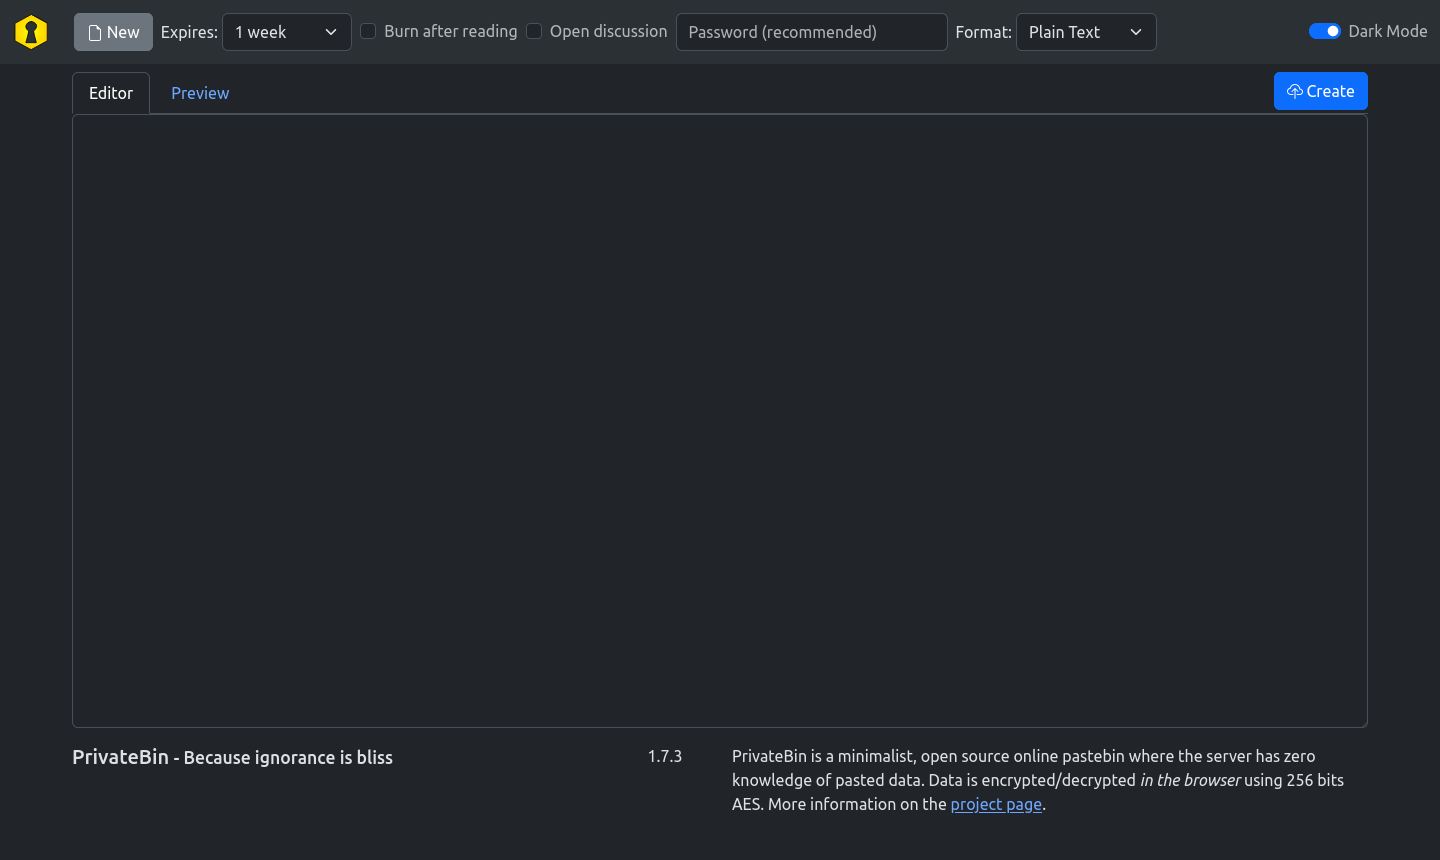 New Expires: 1 week Burn after reading Open discussion Password (recommended) Format: Plain Text Dark Mode
Editor Preview Create
PrivateBin - Because ignorance is bliss
1.7.3
PrivateBin is a minimalist, open source online pastebin where the server has zero
knowledge of pasted data. Data is encrypted/decrypted in the browser using 256 bits
AES. More information on the project page.